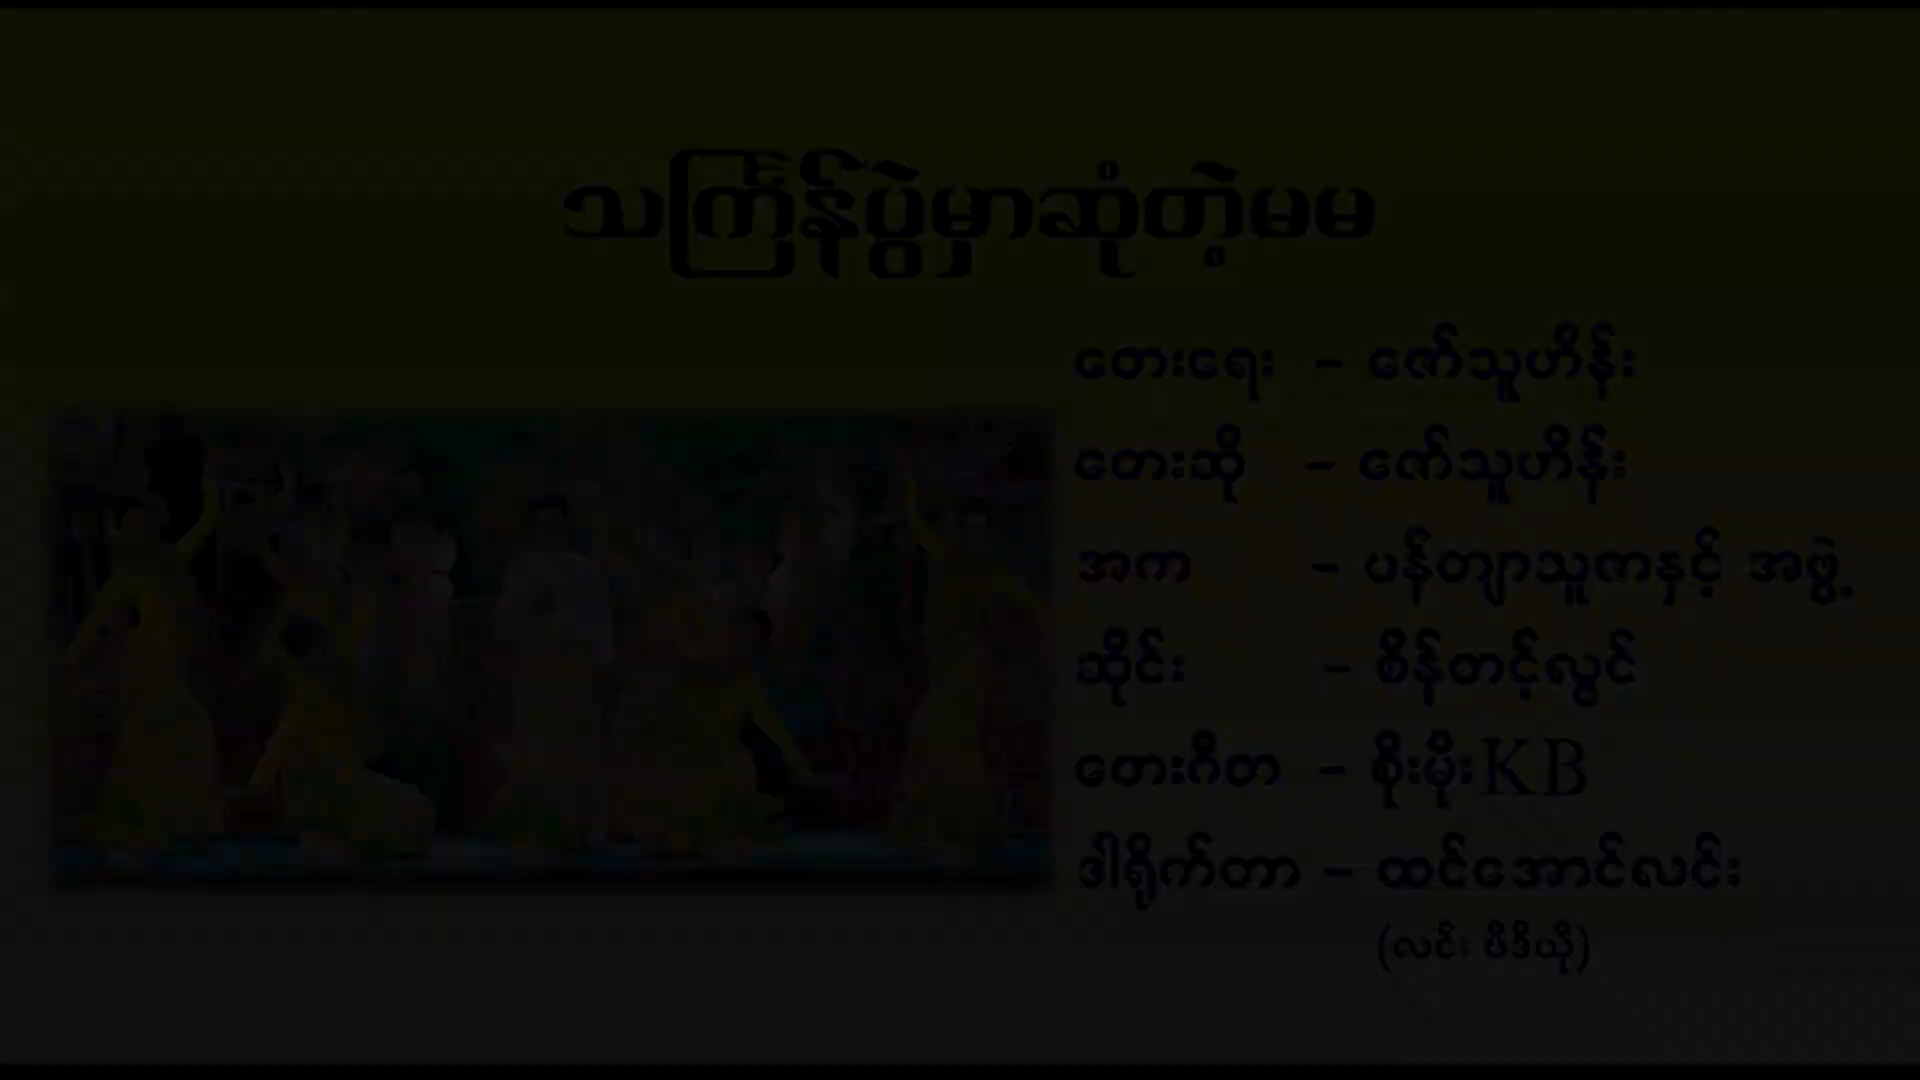 သင်္ကြန်ပွဲမှာဆုံတဲ့မမ
တေးရေး - ဇော်သူဟိန်း
တေးဆို - ဇော်သူဟိန်း
အက - ပန်တျာသူဇာနှင့် အဖွဲ့
ဆိုင်း - စိန်တင့်လွင်
တေးဂီတ - စိုးမိုးKB
ဒါရိုက်တာ - ထင်အောင်လင်း
(လင်း ဗီဒီယို)